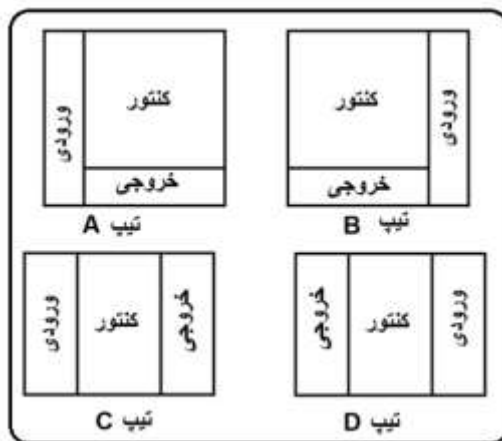 ورودی
کنتور
خروجی
تیپ A
کنتور
ورودی
خروجی
تیپ B
ورودی
کنتور
خروجی
تیپ C
خروجی
کنتور
ورودی
تیپ D